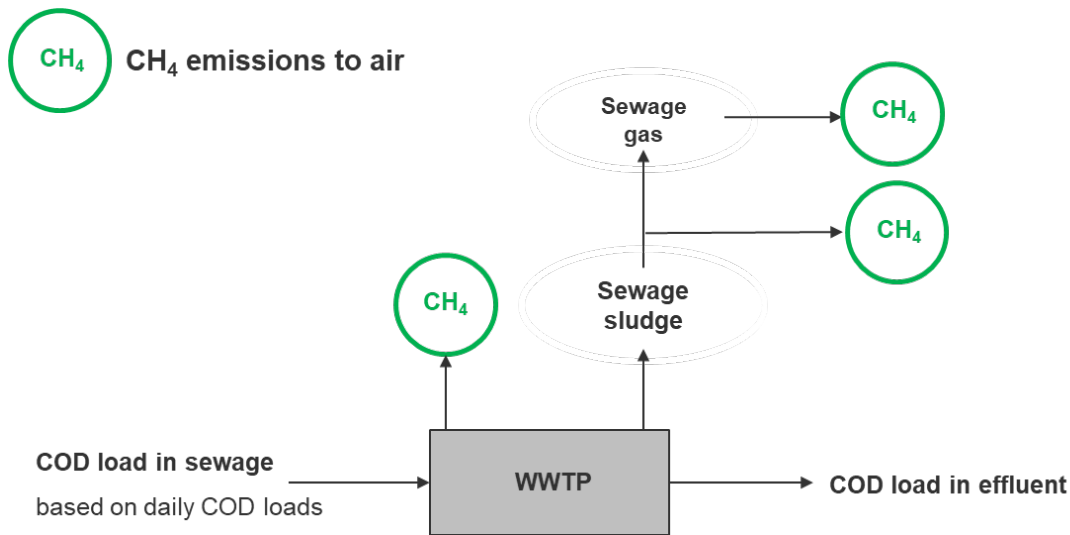 CH₄ CH₄ emissions to air
Sewage
gas
CH₄
CH₄
Sewage
sludge
CH₄
COD load in sewage
based on daily COD loads
WWTP
COD load in effluent